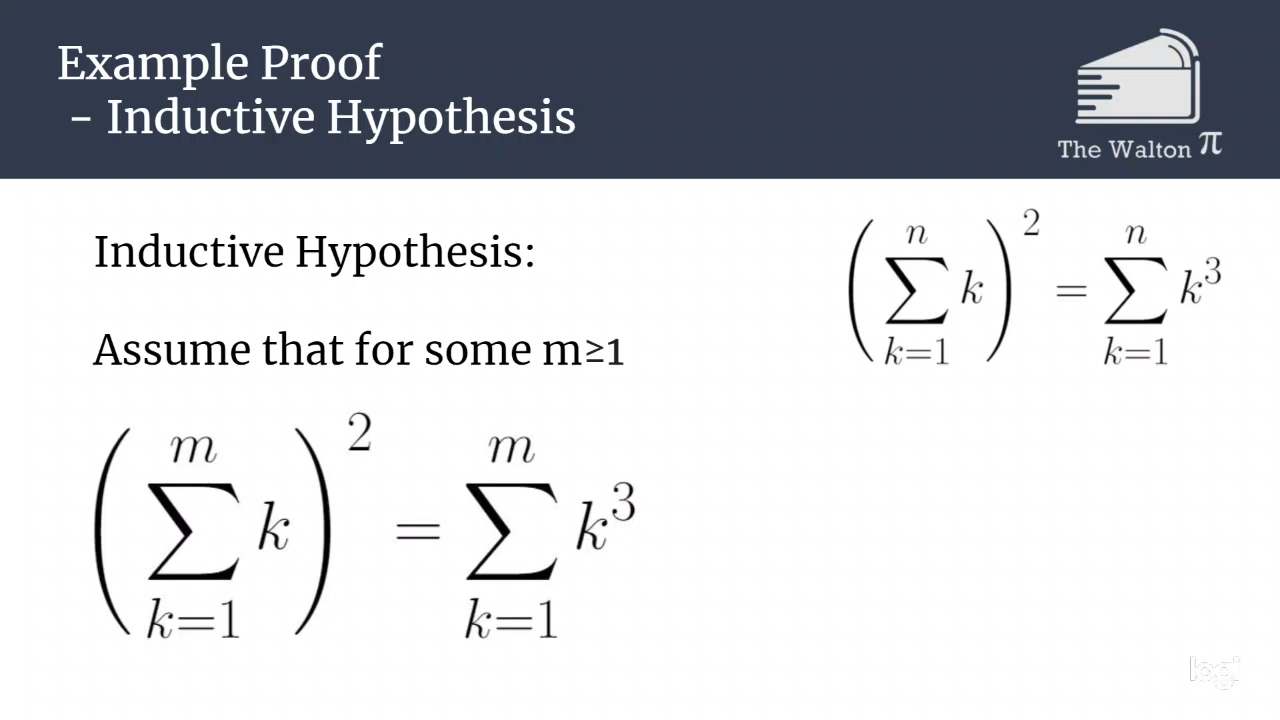 Example Proof
- Inductive Hypothesis
The Walton π
Inductive Hypothesis:
Assume that for some m≥1
(∑_{k=1}^{m} k)^2 = ∑_{k=1}^{m} k^3
(∑_{k=1}^{n} k)^2 = ∑_{k=1}^{n} k^3
logi